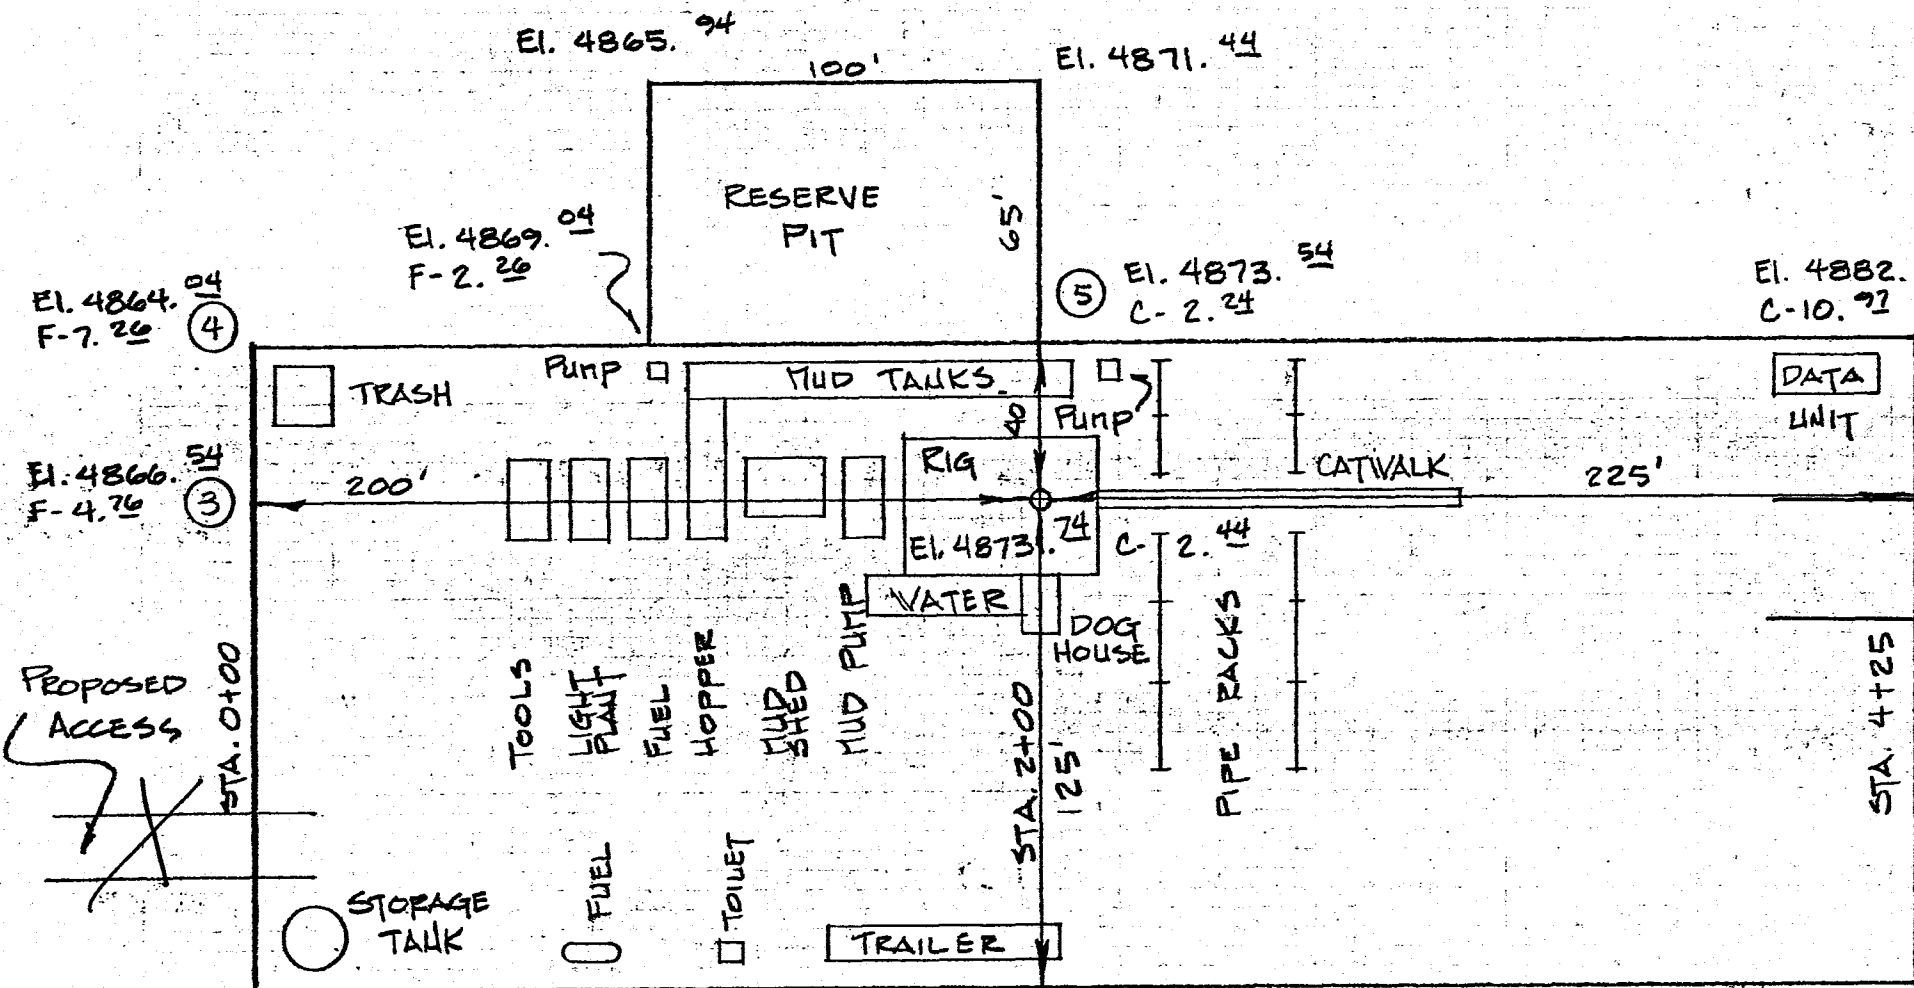 El. 4865. 94
El. 4871. 44
100'
RESERVE
PIT
65'
El. 4869. 04
F-2. 26
El. 4864. 04
F-7. 26
4
5
El. 4873. 54
C-2. 24
El. 4882.
C-10. 97
TRASH
Pump
MUD TANKS
40
Pump
DATA
UNIT
El. 4866. 54
F-4. 76
3
200'
RIG
CATWALK
225'
El. 4873. 74
C-2. 44
WATER
DOG
HOUSE
PROPOSED
ACCESS
STA. 0+00
TOOLS
LIGHT
PLANT
FUEL
HOPPER
MUD
SHED
MUD PUMP
STA. 2+00
125'
PIPE RACKS
STA. 4+25
STORAGE
TANK
FUEL
TOILET
TRAILER